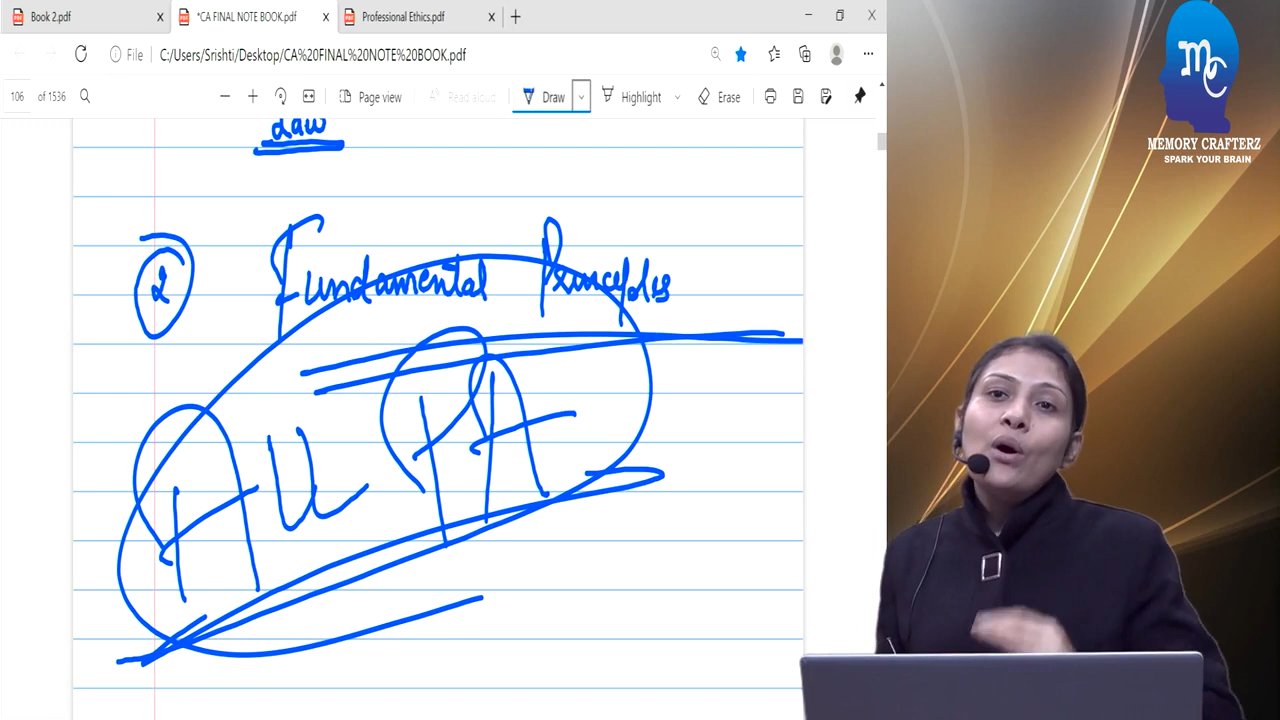 Book 2.pdf
*CA FINAL NOTE BOOK.pdf
Professional Ethics.pdf
File
C:/Users/Srishti/Desktop/CA%20FINAL%20NOTE%20BOOK.pdf
106 of 1536
Page view
Read aloud
Draw
Highlight
Erase
MC
MEMORY CRAFTERZ
SPARK YOUR BRAIN
Law
2 Fundamental Principles